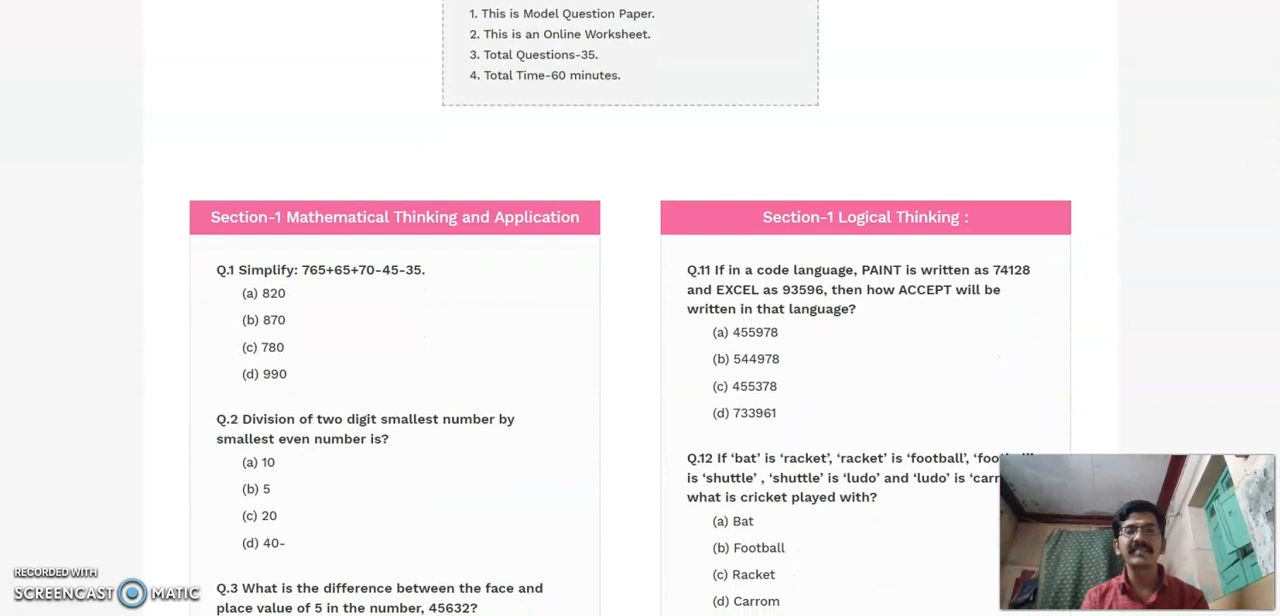 1. This is Model Question Paper.
2. This is an Online Worksheet.
3. Total Questions-35.
4. Total Time-60 minutes.
Section-1 Mathematical Thinking and Application
Q.1 Simplify: 765+65+70-45-35.
(a) 820
(b) 870
(c) 780
(d) 990
Q.2 Division of two digit smallest number by
smallest even number is?
(a) 10
(b) 5
(c) 20
(d) 40-
Q.3 What is the difference between the face and
place value of 5 in the number, 45632?
Section-1 Logical Thinking :
Q.11 If in a code language, PAINT is written as 74128
and EXCEL as 93596, then how ACCEPT will be
written in that language?
(a) 455978
(b) 544978
(c) 455378
(d) 733961
Q.12 If ‘bat’ is ‘racket’, ‘racket’ is ‘football’,
is ‘shuttle’ , ‘shuttle’ is ‘ludo’ and ‘ludo’ is
what is cricket played with?
(a) Bat
(b) Football
(c) Racket
(d) Carrom
RECORDED WITH
SCREENCAST MATIC